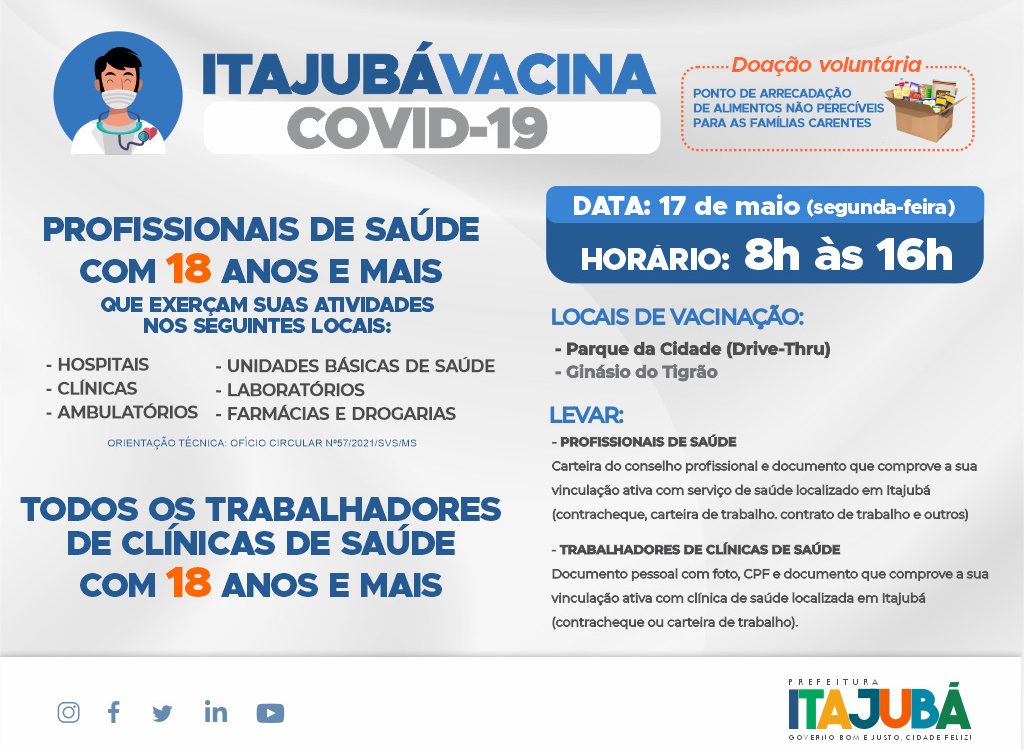 ITAJUBÁVACINA
COVID-19
Doação voluntária
PONTO DE ARRECADAÇÃO
DE ALIMENTOS NÃO PERECÍVEIS
PARA AS FAMÍLIAS CARENTES
PROFISSIONAIS DE SAÚDE
COM 18 ANOS E MAIS
QUE EXERÇAM SUAS ATIVIDADES
NOS SEGUINTES LOCAIS:
- HOSPITAIS
- CLÍNICAS
- AMBULATÓRIOS
- UNIDADES BÁSICAS DE SAÚDE
- LABORATÓRIOS
- FARMÁCIAS E DROGARIAS
ORIENTAÇÃO TÉCNICA: OFÍCIO CIRCULAR Nº57/2021/SVS/MS
TODOS OS TRABALHADORES
DE CLÍNICAS DE SAÚDE
COM 18 ANOS E MAIS
DATA: 17 de maio (segunda-feira)
HORÁRIO: 8h às 16h
LOCAIS DE VACINAÇÃO:
- Parque da Cidade (Drive-Thru)
- Ginásio do Tigrão
LEVAR:
- PROFISSIONAIS DE SAÚDE
Carteira do conselho profissional e documento que comprove a sua
vinculação ativa com serviço de saúde localizado em Itajubá
(contracheque, carteira de trabalho. contrato de trabalho e outros)
- TRABALHADORES DE CLÍNICAS DE SAÚDE
Documento pessoal com foto, CPF e documento que comprove a sua
vinculação ativa com clínica de saúde localizada em Itajubá
(contracheque ou carteira de trabalho).
PREFEITURA
ITAJUBÁ
GOVERNO BOM E JUSTO, CIDADE FELIZ!